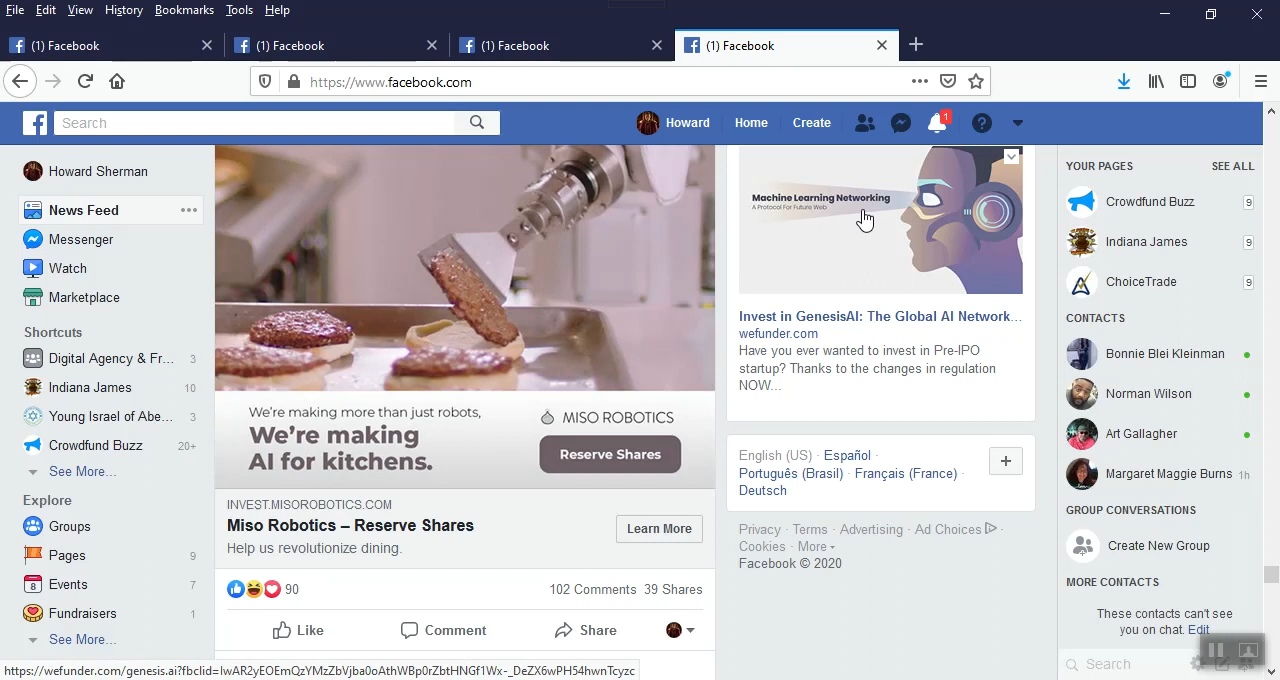 File Edit View History Bookmarks Tools Help
(1) Facebook
(1) Facebook
(1) Facebook
(1) Facebook
https://www.facebook.com
Search
Howard Home Create
1
Howard Sherman
News Feed
Messenger
Watch
Marketplace
Shortcuts
Digital Agency & Fr... 3
Indiana James 10
Young Israel of Abe... 3
Crowdfund Buzz 20+
See More...
Explore
Groups
Pages 9
8
Events 7
Fundraisers 1
See More...
We're making more than just robots,
We're making
AI for kitchens.
MISO ROBOTICS
Reserve Shares
INVEST.MISOROBOTICS.COM
Miso Robotics – Reserve Shares
Help us revolutionize dining.
Learn More
90
102 Comments 39 Shares
Like Comment Share
Machine Learning Networking
A Protocol For Future Web
Invest in GenesisAI: The Global AI Network...
wefunder.com
Have you ever wanted to invest in Pre-IPO
startup? Thanks to the changes in regulation
NOW...
English (US) · Español ·
Português (Brasil) · Français (France) ·
Deutsch
Privacy · Terms · Advertising · Ad Choices ·
Cookies · More
Facebook © 2020
YOUR PAGES SEE ALL
Crowdfund Buzz 9
Indiana James 9
ChoiceTrade 9
CONTACTS
Bonnie Blei Kleinman
Norman Wilson
Art Gallagher
Margaret Maggie Burns 1h
GROUP CONVERSATIONS
Create New Group
MORE CONTACTS
These contacts can't see
you on chat. Edit
Search